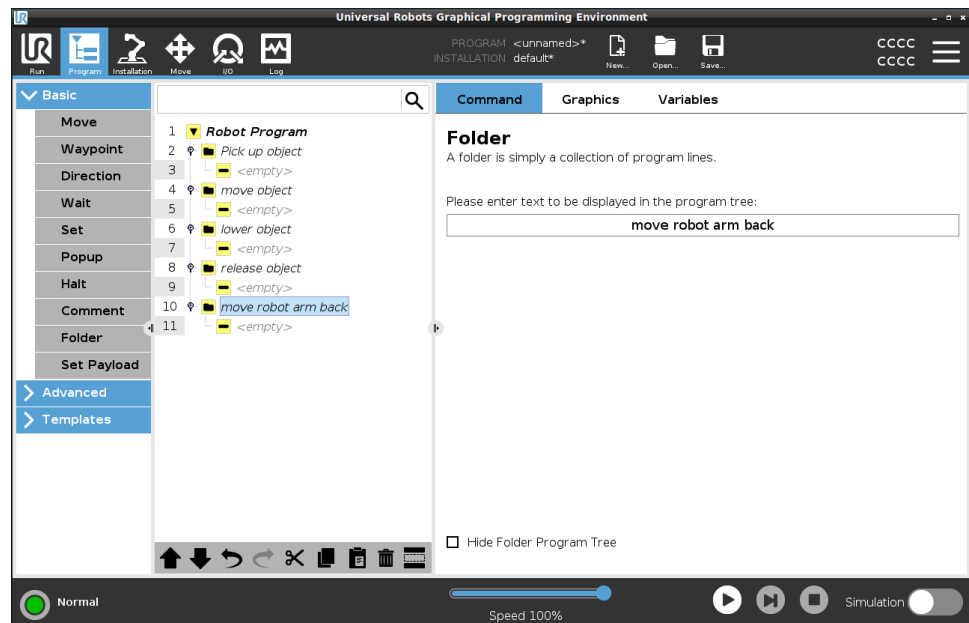 Universal Robots Graphical Programming Environment
UR
Run
Program
Installation
Move
I/O
Log
PROGRAM <unnamed>*
INSTALLATION default*
New...
Open...
Save...
CCCC
CCCC
Basic
Move
Waypoint
Direction
Wait
Set
Popup
Halt
Comment
Folder
Set Payload
Advanced
Templates
1 Robot Program
2 Pick up object
3 <empty>
4 move object
5 <empty>
6 lower object
7 <empty>
8 release object
9 <empty>
10 move robot arm back
11 <empty>
Command Graphics Variables
Folder
A folder is simply a collection of program lines.
Please enter text to be displayed in the program tree:
move robot arm back
Hide Folder Program Tree
Normal
Speed 100%
Simulation